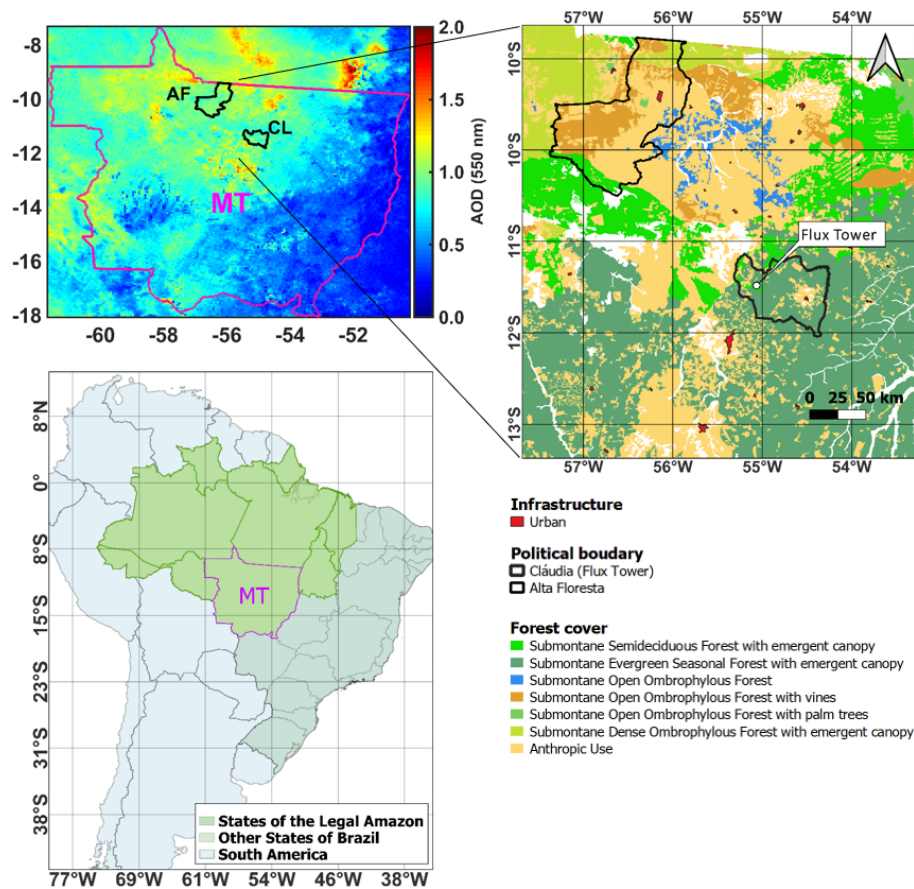 -8
-10
-12
-14
-16
-18
-60
-58
-56
-54
-52
AF
CL
MT
2.0
1.5
1.0
0.5
0.0
AOD (550 nm)
57°W 56°W 55°W 54°W
10°S
10°S
11°S
12°S
13°S
Flux Tower
0 25 50 km
57°W 56°W 55°W 54°W
8°N
0°
8°S
15°S
23°S
31°S
38°S
MT
States of the Legal Amazon
Other States of Brazil
South America
77°W 69°W 61°W 54°W 46°W 38°W
Infrastructure
Urban
Political boudary
Cláudia (Flux Tower)
Alta Floresta
Forest cover
Submontane Semideciduous Forest with emergent canopy
Submontane Evergreen Seasonal Forest with emergent canopy
Submontane Open Ombrophylous Forest
Submontane Open Ombrophylous Forest with vines
Submontane Open Ombrophylous Forest with palm trees
Submontane Dense Ombrophylous Forest with emergent canopy
Anthropic Use